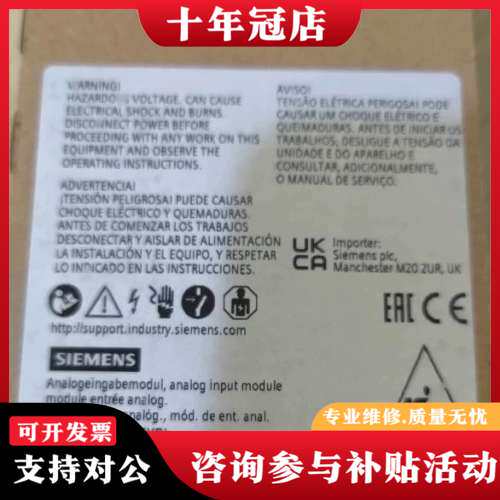 十年冠店
WARNING!
HAZARDOUS VOLTAGE. CAN CAUSE
ELECTRICAL SHOCK AND BURNS.
DISCONNECT POWER BEFORE
PROCEEDING WITH ANY WORK ON THIS
EQUIPMENT AND OBSERVE THE
OPERATING INSTRUCTIONS.
ADVERTENCIA!
¡TENSIÓN PELIGROSA! PUEDE CAUSAR
CHOQUE ELÉCTRICO Y QUEMADURAS.
ANTES DE COMENZAR LOS TRABAJOS
DESCONECTAR Y AISLAR DE ALIMENTACIÓN
LA INSTALACIÓN Y EL EQUIPO, Y RESPETAR
LO INDICADO EN LAS INSTRUCCIONES.
AVISO!
TENSÃO ELÉTRICA PERIGOSA! PODE
CAUSAR UM CHOQUE ELÉTRICO E
QUEIMADURAS. ANTES DE INICIAR OS
TRABALHOS, DESLIGUE A TENSÃO DA
UNIDADE E DO APARELHO E
CONSULTAR, ADICIONALMENTE,
O MANUAL DE SERVIÇO.
UK
CA
Importer:
Siemens plc,
Manchester M20 2UR, UK
EAC CE
http://support.industry.siemens.com
SIEMENS
Analogeingabemodul, analog input module
module entrée analog.
analóg., mód. de ent. anal.
专业维修.质量无忧
可开发票
支持对公
咨询参与补贴活动